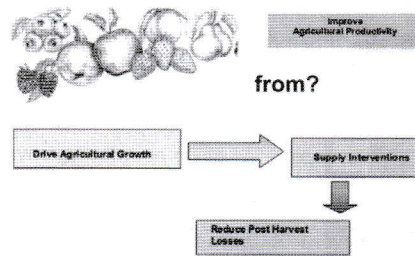 Improve
Agricultural Productivity
from?
Drive Agricultural Growth
Supply Interventions
Reduce Post Harvest
Losses